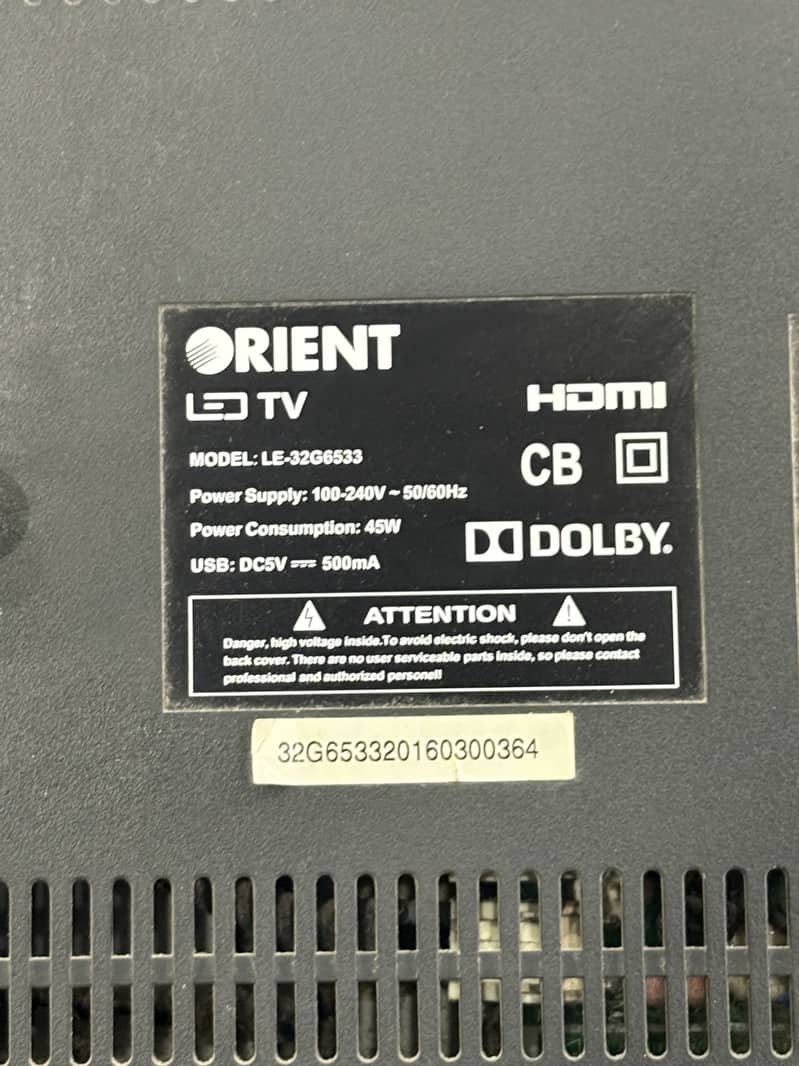 ORIENT
LED TV
HDMI
MODEL: LE-32G6533
CB
Power Supply: 100-240V ~ 50/60Hz
Power Consumption: 45W
DOLBY.
USB: DC5V ⎓ 500mA
ATTENTION
Danger, high voltage inside.To avoid electric shock, please don't open the
back cover. There are no user serviceable parts inside, so please contact
professional and authorized personel!
32G653320160300364